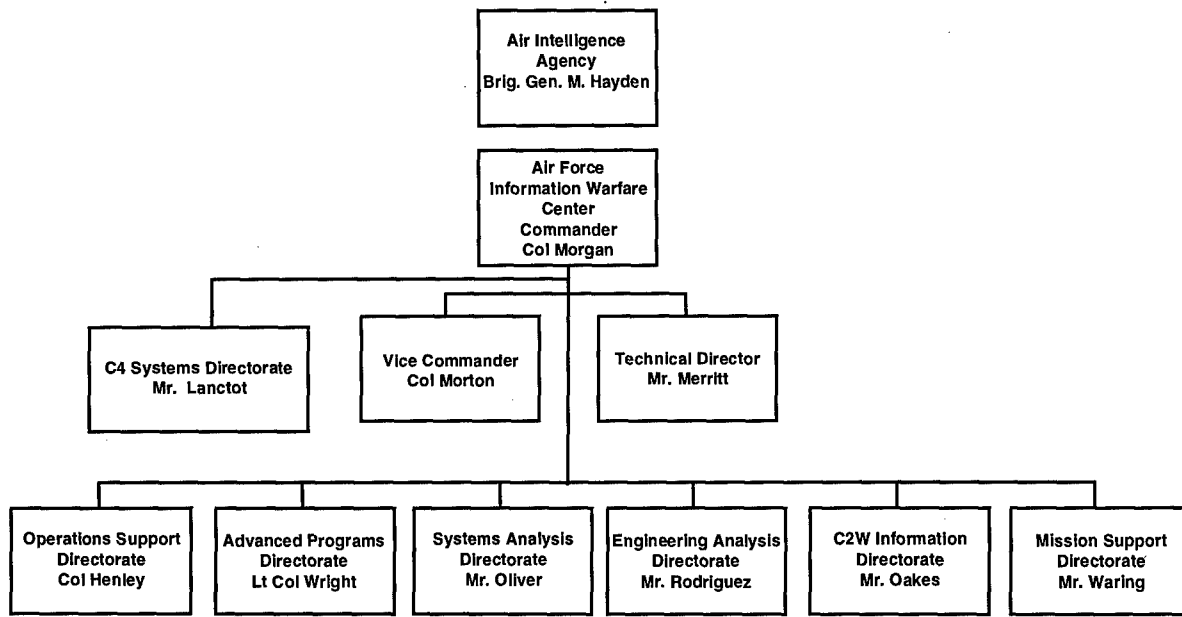 Air Intelligence
Agency
Brig. Gen. M. Hayden
Air Force
Information Warfare
Center
Commander
Col Morgan
C4 Systems Directorate
Mr. Lanctot
Vice Commander
Col Morton
Technical Director
Mr. Merritt
Operations Support
Directorate
Col Henley
Advanced Programs
Directorate
Lt Col Wright
Systems Analysis
Directorate
Mr. Oliver
Engineering Analysis
Directorate
Mr. Rodriguez
C2W Information
Directorate
Mr. Oakes
Mission Support
Directorate
Mr. Waring